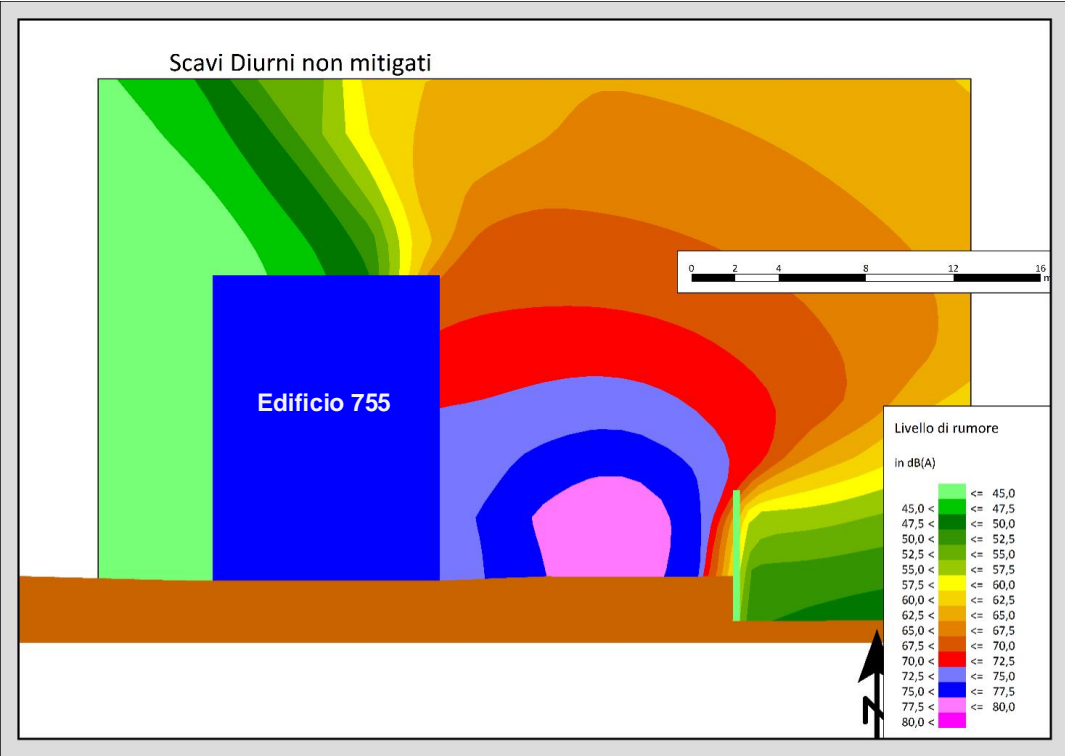 Scavi Diurni non mitigati
0 2 4 8 12 16
m
Edificio 755
Livello di rumore
in dB(A)
<= 45,0
45,0 < <= 47,5
47,5 < <= 50,0
50,0 < <= 52,5
52,5 < <= 55,0
55,0 < <= 57,5
57,5 < <= 60,0
60,0 < <= 62,5
62,5 < <= 65,0
65,0 < <= 67,5
67,5 < <= 70,0
70,0 < <= 72,5
72,5 < <= 75,0
75,0 < <= 77,5
77,5 < <= 80,0
80,0 <